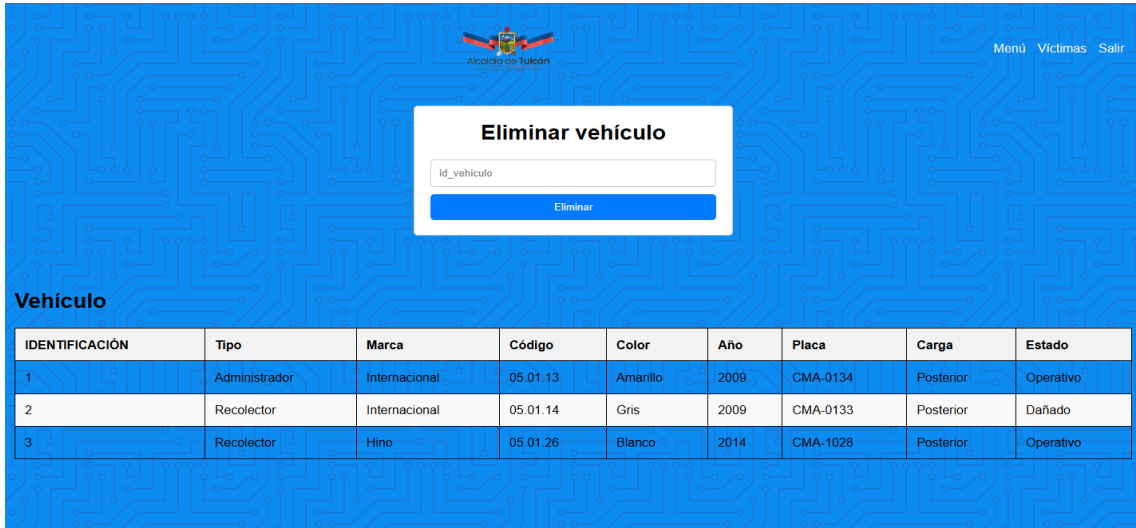 Alcaldía de Tulcán
Menú Víctimas Salir
Eliminar vehículo
id_vehiculo
Eliminar
Vehículo
IDENTIFICACIÓN Tipo Marca Código Color Año Placa Carga Estado
1 Administrador Internacional 05.01.13 Amarillo 2009 CMA-0134 Posterior Operativo
2 Recolector Internacional 05.01.14 Gris 2009 CMA-0133 Posterior Dañado
3 Recolector Hino 05.01.26 Blanco 2014 CMA-1028 Posterior Operativo